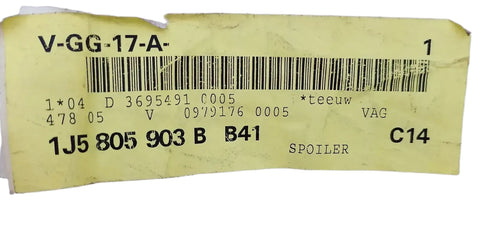 V-GG-17-A- 1
1*04 D 3695491 0005 *teeuw
478 05 V 0979176 0005 VAG
1J5 805 903 B B41 C14
SPOILER